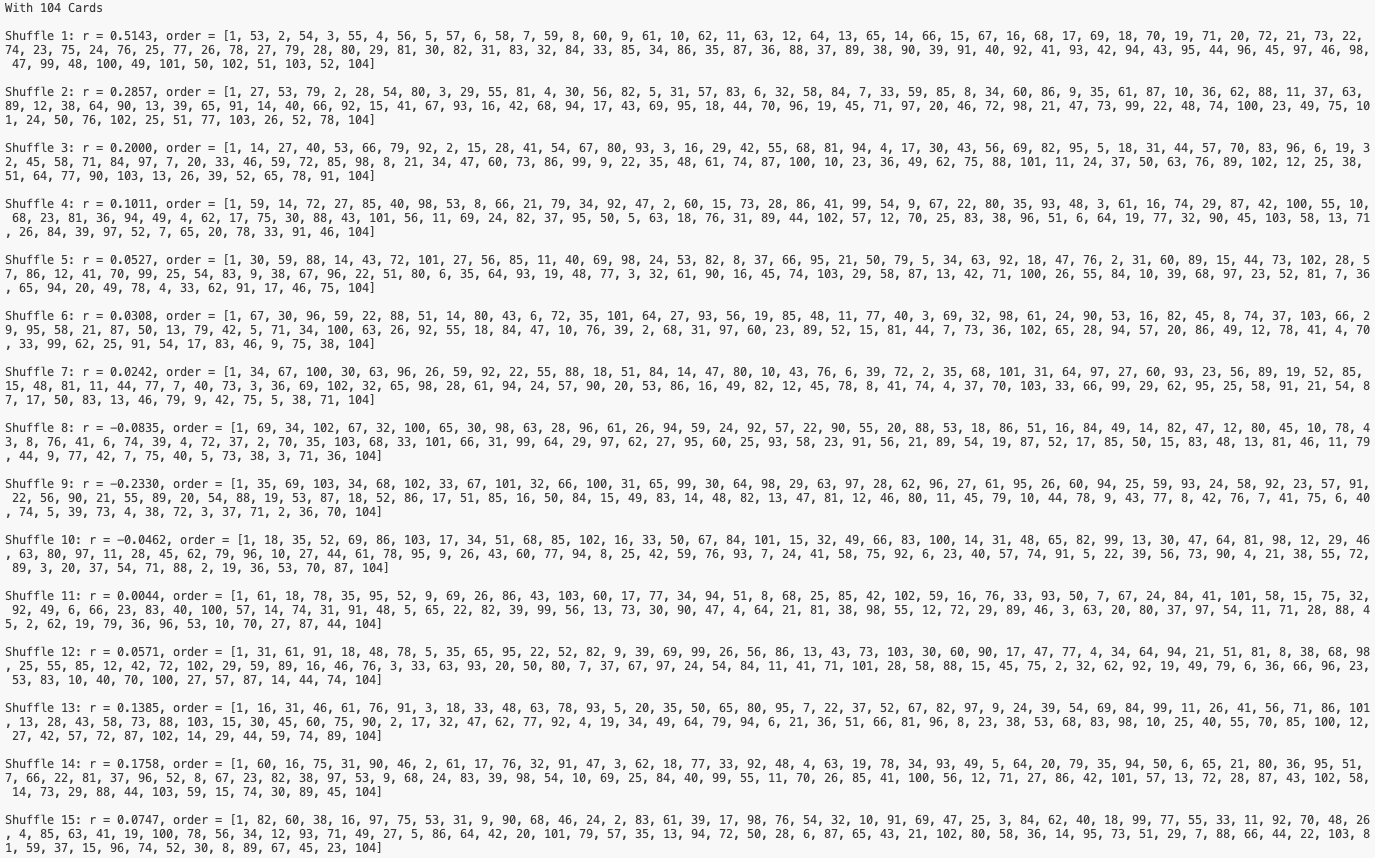 With 104 Cards
Shuffle 1: r = 0.5143, order = [1, 53, 2, 54, 3, 55, 4, 56, 5, 57, 6, 58, 7, 59, 8, 60, 9, 61, 10, 62, 11, 63, 12, 64, 13, 65, 14, 66, 15, 67, 16, 68, 17, 69, 18, 70, 19, 71, 20, 72, 21, 73, 22,
74, 23, 75, 24, 76, 25, 77, 26, 78, 27, 79, 28, 80, 29, 81, 30, 82, 31, 83, 32, 84, 33, 85, 34, 86, 35, 87, 36, 88, 37, 89, 38, 90, 39, 91, 40, 92, 41, 93, 42, 94, 43, 95, 44, 96, 45, 97, 46, 98,
47, 99, 48, 100, 49, 101, 50, 102, 51, 103, 52, 104]
Shuffle 2: r = 0.2857, order = [1, 27, 53, 79, 2, 28, 54, 80, 3, 29, 55, 81, 4, 30, 56, 82, 5, 31, 57, 83, 6, 32, 58, 84, 7, 33, 59, 85, 8, 34, 60, 86, 9, 35, 61, 87, 10, 36, 62, 88, 11, 37, 63,
89, 12, 38, 64, 90, 13, 39, 65, 91, 14, 40, 66, 92, 15, 41, 67, 93, 16, 42, 68, 94, 17, 43, 69, 95, 18, 44, 70, 96, 19, 45, 71, 97, 20, 46, 72, 98, 21, 47, 73, 99, 22, 48, 74, 100, 23, 49, 75, 10
1, 24, 50, 76, 102, 25, 51, 77, 103, 26, 52, 78, 104]
Shuffle 3: r = 0.2000, order = [1, 14, 27, 40, 53, 66, 79, 92, 2, 15, 28, 41, 54, 67, 80, 93, 3, 16, 29, 42, 55, 68, 81, 94, 4, 17, 30, 43, 56, 69, 82, 95, 5, 18, 31, 44, 57, 70, 83, 96, 6, 19, 3
2, 45, 58, 71, 84, 97, 7, 20, 33, 46, 59, 72, 85, 98, 8, 21, 34, 47, 60, 73, 86, 99, 9, 22, 35, 48, 61, 74, 87, 100, 10, 23, 36, 49, 62, 75, 88, 101, 11, 24, 37, 50, 63, 76, 89, 102, 12, 25, 38,
51, 64, 77, 90, 103, 13, 26, 39, 52, 65, 78, 91, 104]
Shuffle 4: r = 0.1011, order = [1, 59, 14, 72, 27, 85, 40, 98, 53, 8, 66, 21, 79, 34, 92, 47, 2, 60, 15, 73, 28, 86, 41, 99, 54, 9, 67, 22, 80, 35, 93, 48, 3, 61, 16, 74, 29, 87, 42, 100, 55, 10,
68, 23, 81, 36, 94, 49, 4, 62, 17, 75, 30, 88, 43, 101, 56, 11, 69, 24, 82, 37, 95, 50, 5, 63, 18, 76, 31, 89, 44, 102, 57, 12, 70, 25, 83, 38, 96, 51, 6, 64, 19, 77, 32, 90, 45, 103, 58, 13, 71
, 26, 84, 39, 97, 52, 7, 65, 20, 78, 33, 91, 46, 104]
Shuffle 5: r = 0.0527, order = [1, 30, 59, 88, 14, 43, 72, 101, 27, 56, 85, 11, 40, 69, 98, 24, 53, 82, 8, 37, 66, 95, 21, 50, 79, 5, 34, 63, 92, 18, 47, 76, 2, 31, 60, 89, 15, 44, 73, 102, 28, 5
7, 86, 12, 41, 70, 99, 25, 54, 83, 9, 38, 67, 96, 22, 51, 80, 6, 35, 64, 93, 19, 48, 77, 3, 32, 61, 90, 16, 45, 74, 103, 29, 58, 87, 13, 42, 71, 100, 26, 55, 84, 10, 39, 68, 97, 23, 52, 81, 7, 36
, 65, 94, 20, 49, 78, 4, 33, 62, 91, 17, 46, 75, 104]
Shuffle 6: r = 0.0308, order = [1, 67, 30, 96, 59, 22, 88, 51, 14, 80, 43, 6, 72, 35, 101, 64, 27, 93, 56, 19, 85, 48, 11, 77, 40, 3, 69, 32, 98, 61, 24, 90, 53, 16, 82, 45, 8, 74, 37, 103, 66, 2
9, 95, 58, 21, 87, 50, 13, 79, 42, 5, 71, 34, 100, 63, 26, 92, 55, 18, 84, 47, 10, 76, 39, 2, 68, 31, 97, 60, 23, 89, 52, 15, 81, 44, 7, 73, 36, 102, 65, 28, 94, 57, 20, 86, 49, 12, 78, 41, 4, 70
, 33, 99, 62, 25, 91, 54, 17, 83, 46, 9, 75, 38, 104]
Shuffle 7: r = 0.0242, order = [1, 34, 67, 100, 30, 63, 96, 26, 59, 92, 22, 55, 88, 18, 51, 84, 14, 47, 80, 10, 43, 76, 6, 39, 72, 2, 35, 68, 101, 31, 64, 97, 27, 60, 93, 23, 56, 89, 19, 52, 85,
15, 48, 81, 11, 44, 77, 7, 40, 73, 3, 36, 69, 102, 32, 65, 98, 28, 61, 94, 24, 57, 90, 20, 53, 86, 16, 49, 82, 12, 45, 78, 8, 41, 74, 4, 37, 70, 103, 33, 66, 99, 29, 62, 95, 25, 58, 91, 21, 54, 8
7, 17, 50, 83, 13, 46, 79, 9, 42, 75, 5, 38, 71, 104]
Shuffle 8: r = −0.0835, order = [1, 69, 34, 102, 67, 32, 100, 65, 30, 98, 63, 28, 96, 61, 26, 94, 59, 24, 92, 57, 22, 90, 55, 20, 88, 53, 18, 86, 51, 16, 84, 49, 14, 82, 47, 12, 80, 45, 10, 78, 4
3, 8, 76, 41, 6, 74, 39, 4, 72, 37, 2, 70, 35, 103, 68, 33, 101, 66, 31, 99, 64, 29, 97, 62, 27, 95, 60, 25, 93, 58, 23, 91, 56, 21, 89, 54, 19, 87, 52, 17, 85, 50, 15, 83, 48, 13, 81, 46, 11, 79
, 44, 9, 77, 42, 7, 75, 40, 5, 73, 38, 3, 71, 36, 104]
Shuffle 9: r = −0.2330, order = [1, 35, 69, 103, 34, 68, 102, 33, 67, 101, 32, 66, 100, 31, 65, 99, 30, 64, 98, 29, 63, 97, 28, 62, 96, 27, 61, 95, 26, 60, 94, 25, 59, 93, 24, 58, 92, 23, 57, 91,
22, 56, 90, 21, 55, 89, 20, 54, 88, 19, 53, 87, 18, 52, 86, 17, 51, 85, 16, 50, 84, 15, 49, 83, 14, 48, 82, 13, 47, 81, 12, 46, 80, 11, 45, 79, 10, 44, 78, 9, 43, 77, 8, 42, 76, 7, 41, 75, 6, 40
, 74, 5, 39, 73, 4, 38, 72, 3, 37, 71, 2, 36, 70, 104]
Shuffle 10: r = −0.0462, order = [1, 18, 35, 52, 69, 86, 103, 17, 34, 51, 68, 85, 102, 16, 33, 50, 67, 84, 101, 15, 32, 49, 66, 83, 100, 14, 31, 48, 65, 82, 99, 13, 30, 47, 64, 81, 98, 12, 29, 46
, 63, 80, 97, 11, 28, 45, 62, 79, 96, 10, 27, 44, 61, 78, 95, 9, 26, 43, 60, 77, 94, 8, 25, 42, 59, 76, 93, 7, 24, 41, 58, 75, 92, 6, 23, 40, 57, 74, 91, 5, 22, 39, 56, 73, 90, 4, 21, 38, 55, 72,
89, 3, 20, 37, 54, 71, 88, 2, 19, 36, 53, 70, 87, 104]
Shuffle 11: r = 0.0044, order = [1, 61, 18, 78, 35, 95, 52, 9, 69, 26, 86, 43, 103, 60, 17, 77, 34, 94, 51, 8, 68, 25, 85, 42, 102, 59, 16, 76, 33, 93, 50, 7, 67, 24, 84, 41, 101, 58, 15, 75, 32,
92, 49, 6, 66, 23, 83, 40, 100, 57, 14, 74, 31, 91, 48, 5, 65, 22, 82, 39, 99, 56, 13, 73, 30, 90, 47, 4, 64, 21, 81, 38, 98, 55, 12, 72, 29, 89, 46, 3, 63, 20, 80, 37, 97, 54, 11, 71, 28, 88, 4
5, 2, 62, 19, 79, 36, 96, 53, 10, 70, 27, 87, 44, 104]
Shuffle 12: r = 0.0571, order = [1, 31, 61, 91, 18, 48, 78, 5, 35, 65, 95, 22, 52, 82, 9, 39, 69, 99, 26, 56, 86, 13, 43, 73, 103, 30, 60, 90, 17, 47, 77, 4, 34, 64, 94, 21, 51, 81, 8, 38, 68, 98
, 25, 55, 85, 12, 42, 72, 102, 29, 59, 89, 16, 46, 76, 3, 33, 63, 93, 20, 50, 80, 7, 37, 67, 97, 24, 54, 84, 11, 41, 71, 101, 28, 58, 88, 15, 45, 75, 2, 32, 62, 92, 19, 49, 79, 6, 36, 66, 96, 23,
53, 83, 10, 40, 70, 100, 27, 57, 87, 14, 44, 74, 104]
Shuffle 13: r = 0.1385, order = [1, 16, 31, 46, 61, 76, 91, 3, 18, 33, 48, 63, 78, 93, 5, 20, 35, 50, 65, 80, 95, 7, 22, 37, 52, 67, 82, 97, 9, 24, 39, 54, 69, 84, 99, 11, 26, 41, 56, 71, 86, 101
, 13, 28, 43, 58, 73, 88, 103, 15, 30, 45, 60, 75, 90, 2, 17, 32, 47, 62, 77, 92, 4, 19, 34, 49, 64, 79, 94, 6, 21, 36, 51, 66, 81, 96, 8, 23, 38, 53, 68, 83, 98, 10, 25, 40, 55, 70, 85, 100, 12,
27, 42, 57, 72, 87, 102, 14, 29, 44, 59, 74, 89, 104]
Shuffle 14: r = 0.1758, order = [1, 60, 16, 75, 31, 90, 46, 2, 61, 17, 76, 32, 91, 47, 3, 62, 18, 77, 33, 92, 48, 4, 63, 19, 78, 34, 93, 49, 5, 64, 20, 79, 35, 94, 50, 6, 65, 21, 80, 36, 95, 51,
7, 66, 22, 81, 37, 96, 52, 8, 67, 23, 82, 38, 97, 53, 9, 68, 24, 83, 39, 98, 54, 10, 69, 25, 84, 40, 99, 55, 11, 70, 26, 85, 41, 100, 56, 12, 71, 27, 86, 42, 101, 57, 13, 72, 28, 87, 43, 102, 58,
14, 73, 29, 88, 44, 103, 59, 15, 74, 30, 89, 45, 104]
Shuffle 15: r = 0.0747, order = [1, 82, 60, 38, 16, 97, 75, 53, 31, 9, 90, 68, 46, 24, 2, 83, 61, 39, 17, 98, 76, 54, 32, 10, 91, 69, 47, 25, 3, 84, 62, 40, 18, 99, 77, 55, 33, 11, 92, 70, 48, 26
, 4, 85, 63, 41, 19, 100, 78, 56, 34, 12, 93, 71, 49, 27, 5, 86, 64, 42, 20, 101, 79, 57, 35, 13, 94, 72, 50, 28, 6, 87, 65, 43, 21, 102, 80, 58, 36, 14, 95, 73, 51, 29, 7, 88, 66, 44, 22, 103, 8
1, 59, 37, 15, 96, 74, 52, 30, 8, 89, 67, 45, 23, 104]